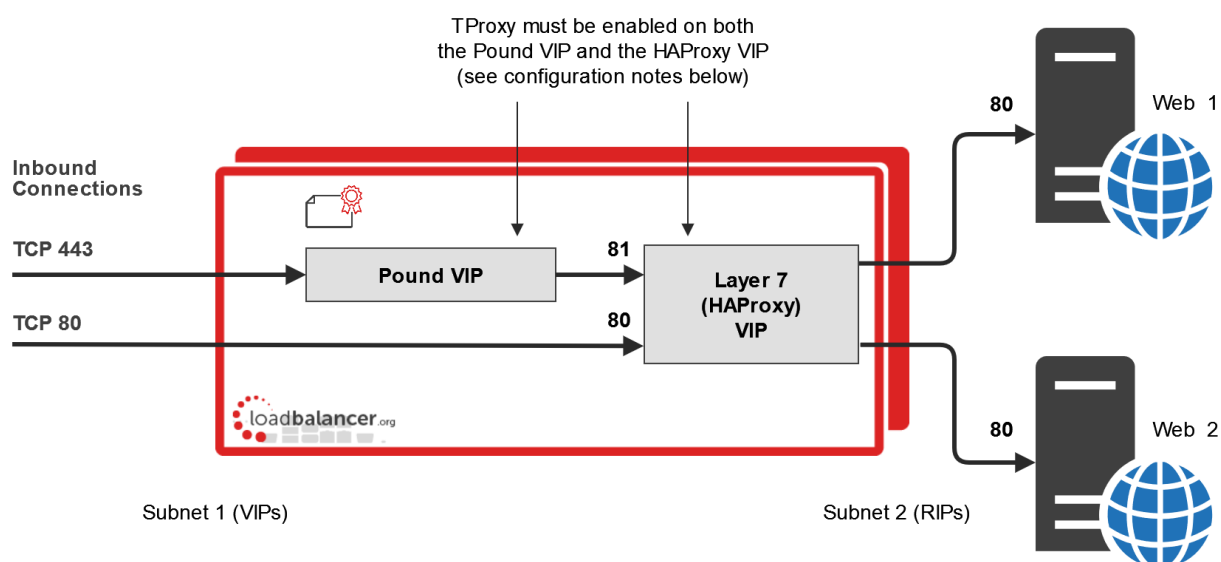 TProxy must be enabled on both
the Pound VIP and the HAProxy VIP
(see configuration notes below)
80
Web 1
Inbound
Connections
TCP 443
Pound VIP
81
Layer 7
(HAProxy)
VIP
TCP 80
80
loadbalancer.org
80
Web 2
Subnet 1 (VIPs)
Subnet 2 (RIPs)